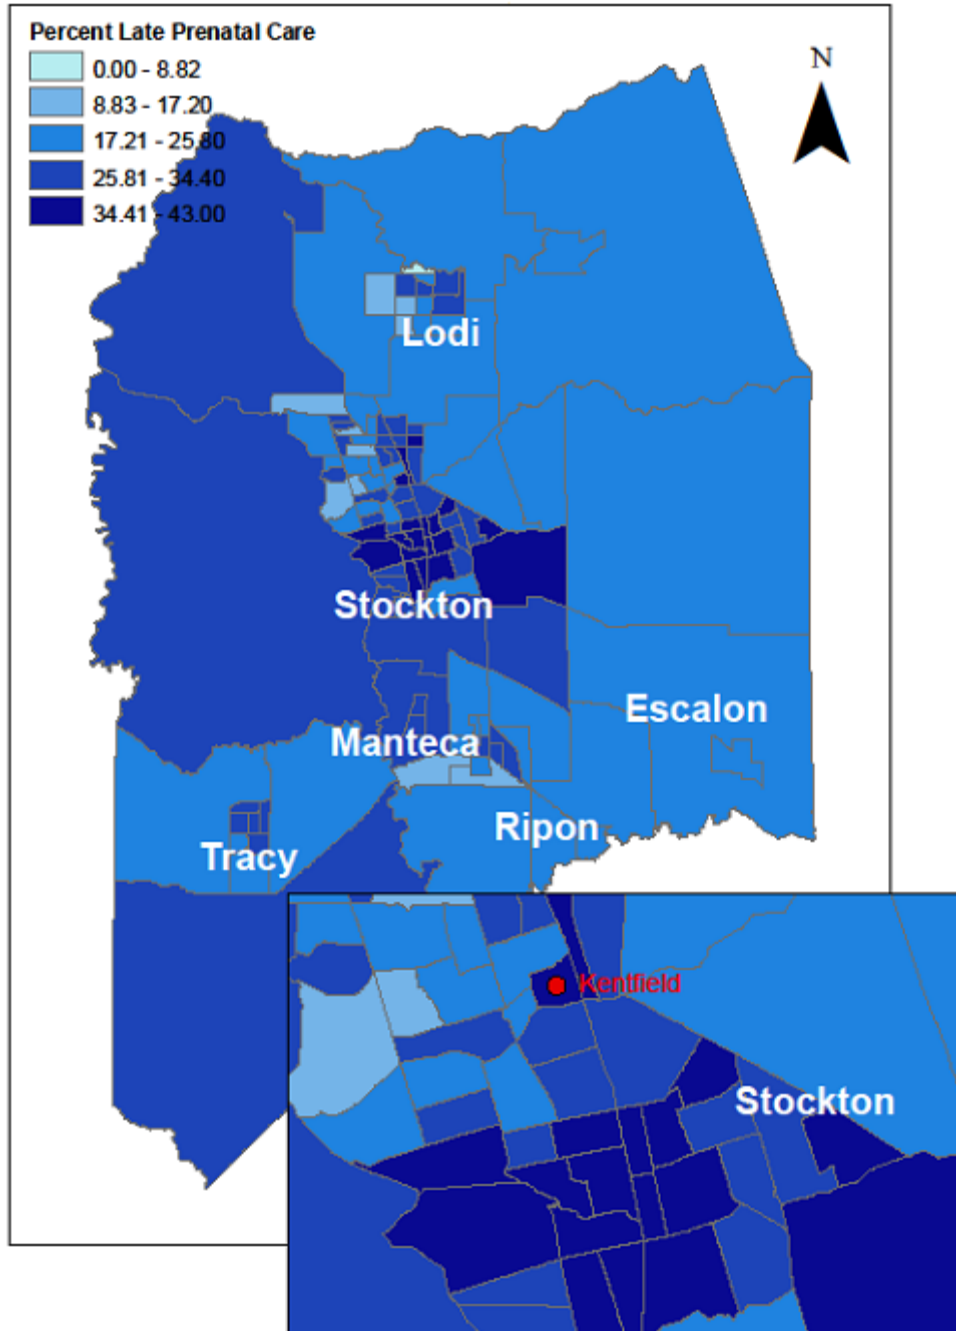 Percent Late Prenatal Care
0.00 - 8.82
8.83 - 17.20
17.21 - 25.80
25.81 - 34.40
34.41 - 43.00
N
Lodi
Stockton
Escalon
Manteca
Ripon
Tracy
Kentfield
Stockton